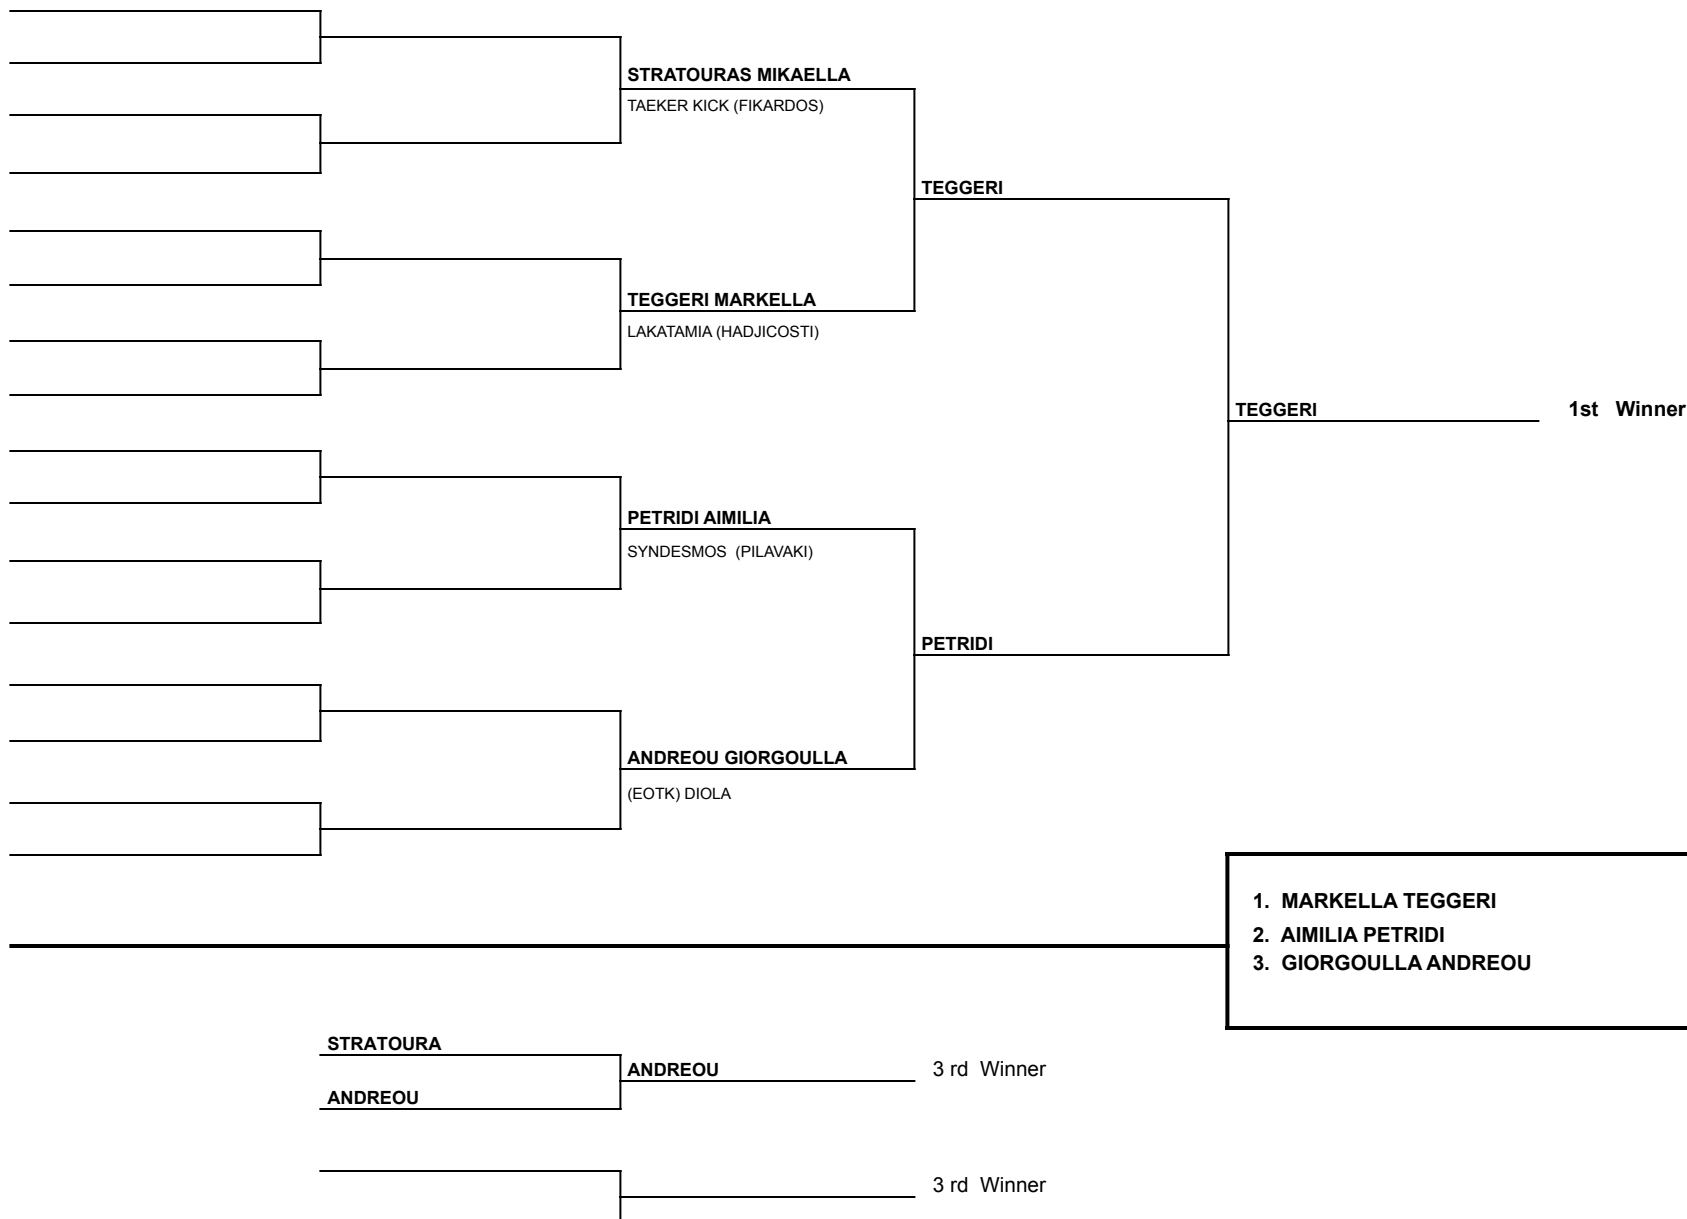 STRATOURAS MIKAELLA
TAEKER KICK (FIKARDOS)
TEGGERI
TEGGERI MARKELLA
LAKATAMIA (HADJICOSTI)
TEGGERI 1st Winner
PETRIDI AIMILIA
SYNDESMOS (PILAVAKI)
PETRIDI
ANDREOU GIORGOULLA
(EOTK) DIOLA
1. MARKELLA TEGGERI
2. AIMILIA PETRIDI
3. GIORGOULLA ANDREOU
STRATOURA
ANDREOU 3 rd Winner
ANDREOU
3 rd Winner